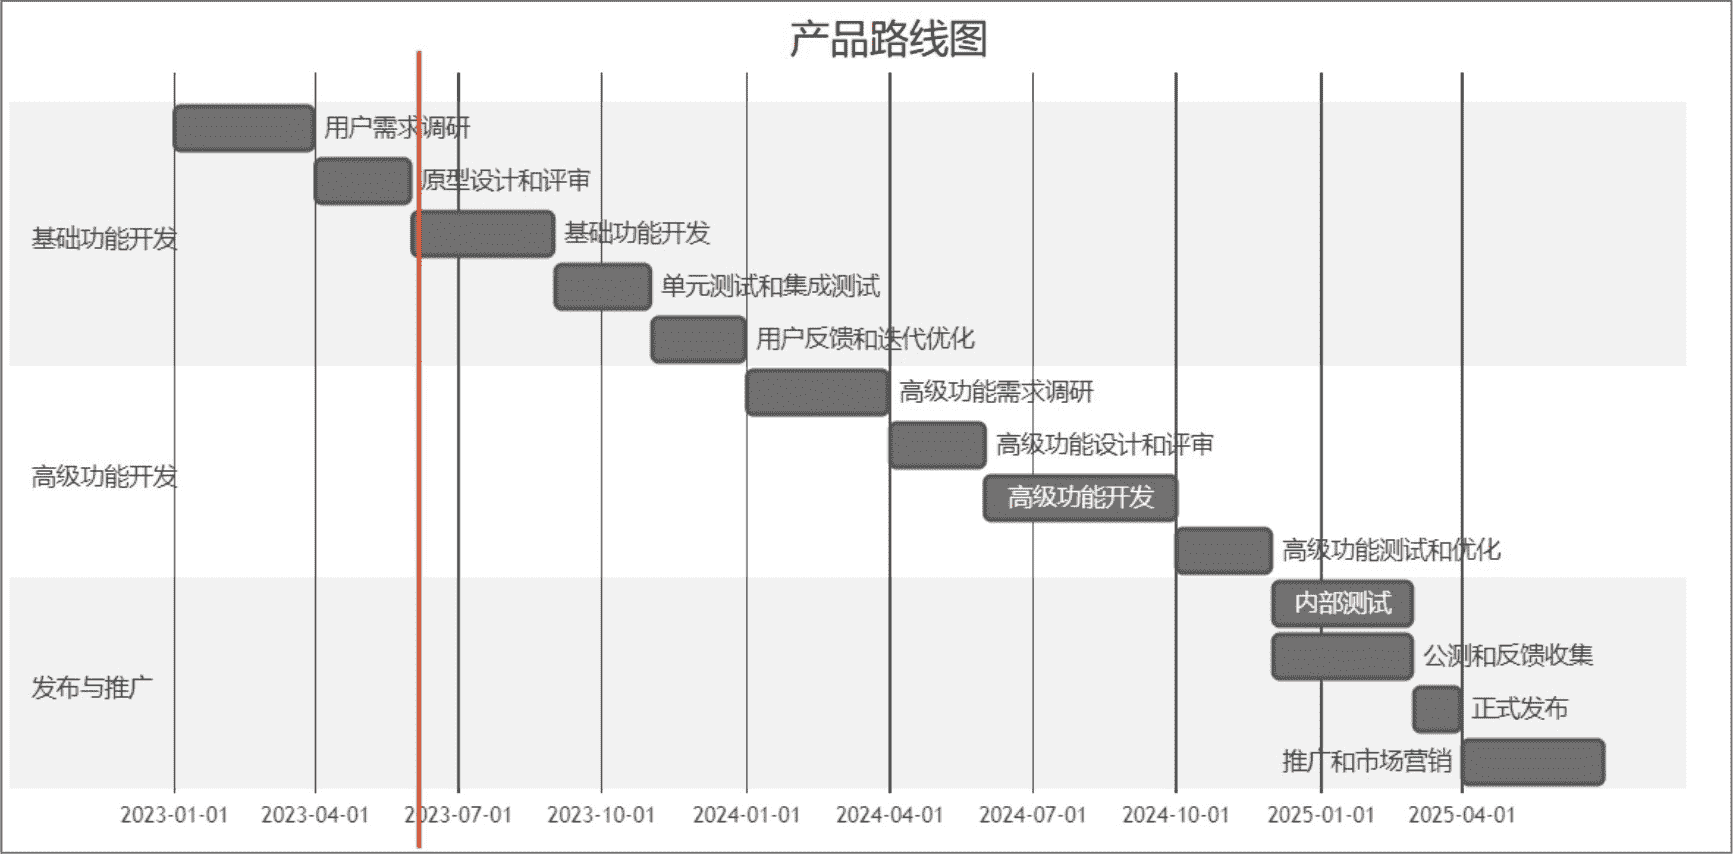 产品路线图
用户需求调研
原型设计和评审
基础功能开发
基础功能开发
单元测试和集成测试
用户反馈和迭代优化
高级功能需求调研
高级功能设计和评审
高级功能开发
高级功能开发
高级功能测试和优化
内部测试
公测和反馈收集
发布与推广
正式发布
推广和市场营销
2023-01-01 2023-04-01 2023-07-01 2023-10-01 2024-01-01 2024-04-01 2024-07-01 2024-10-01 2025-01-01 2025-04-01